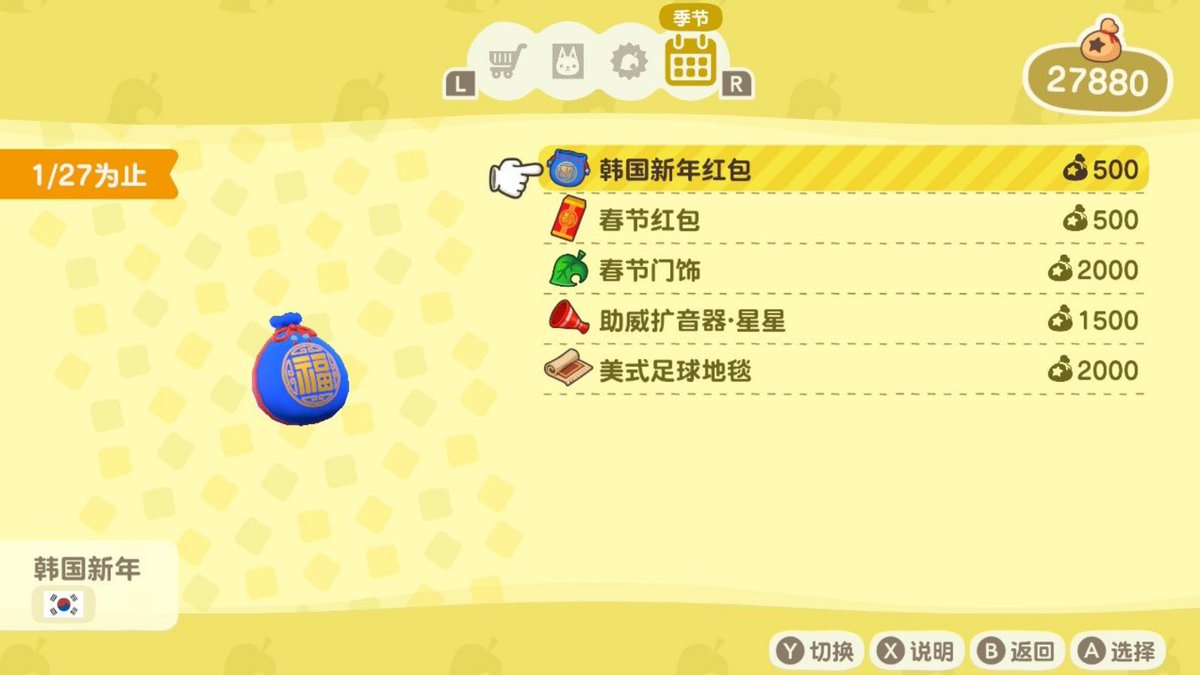 季节
L
R
27880
1/27为止
韩国新年红包 500
春节红包 500
春节门饰 2000
助威扩音器·星星 1500
美式足球地毯 2000
福
韩国新年
Y 切换 X 说明 B 返回 A 选择